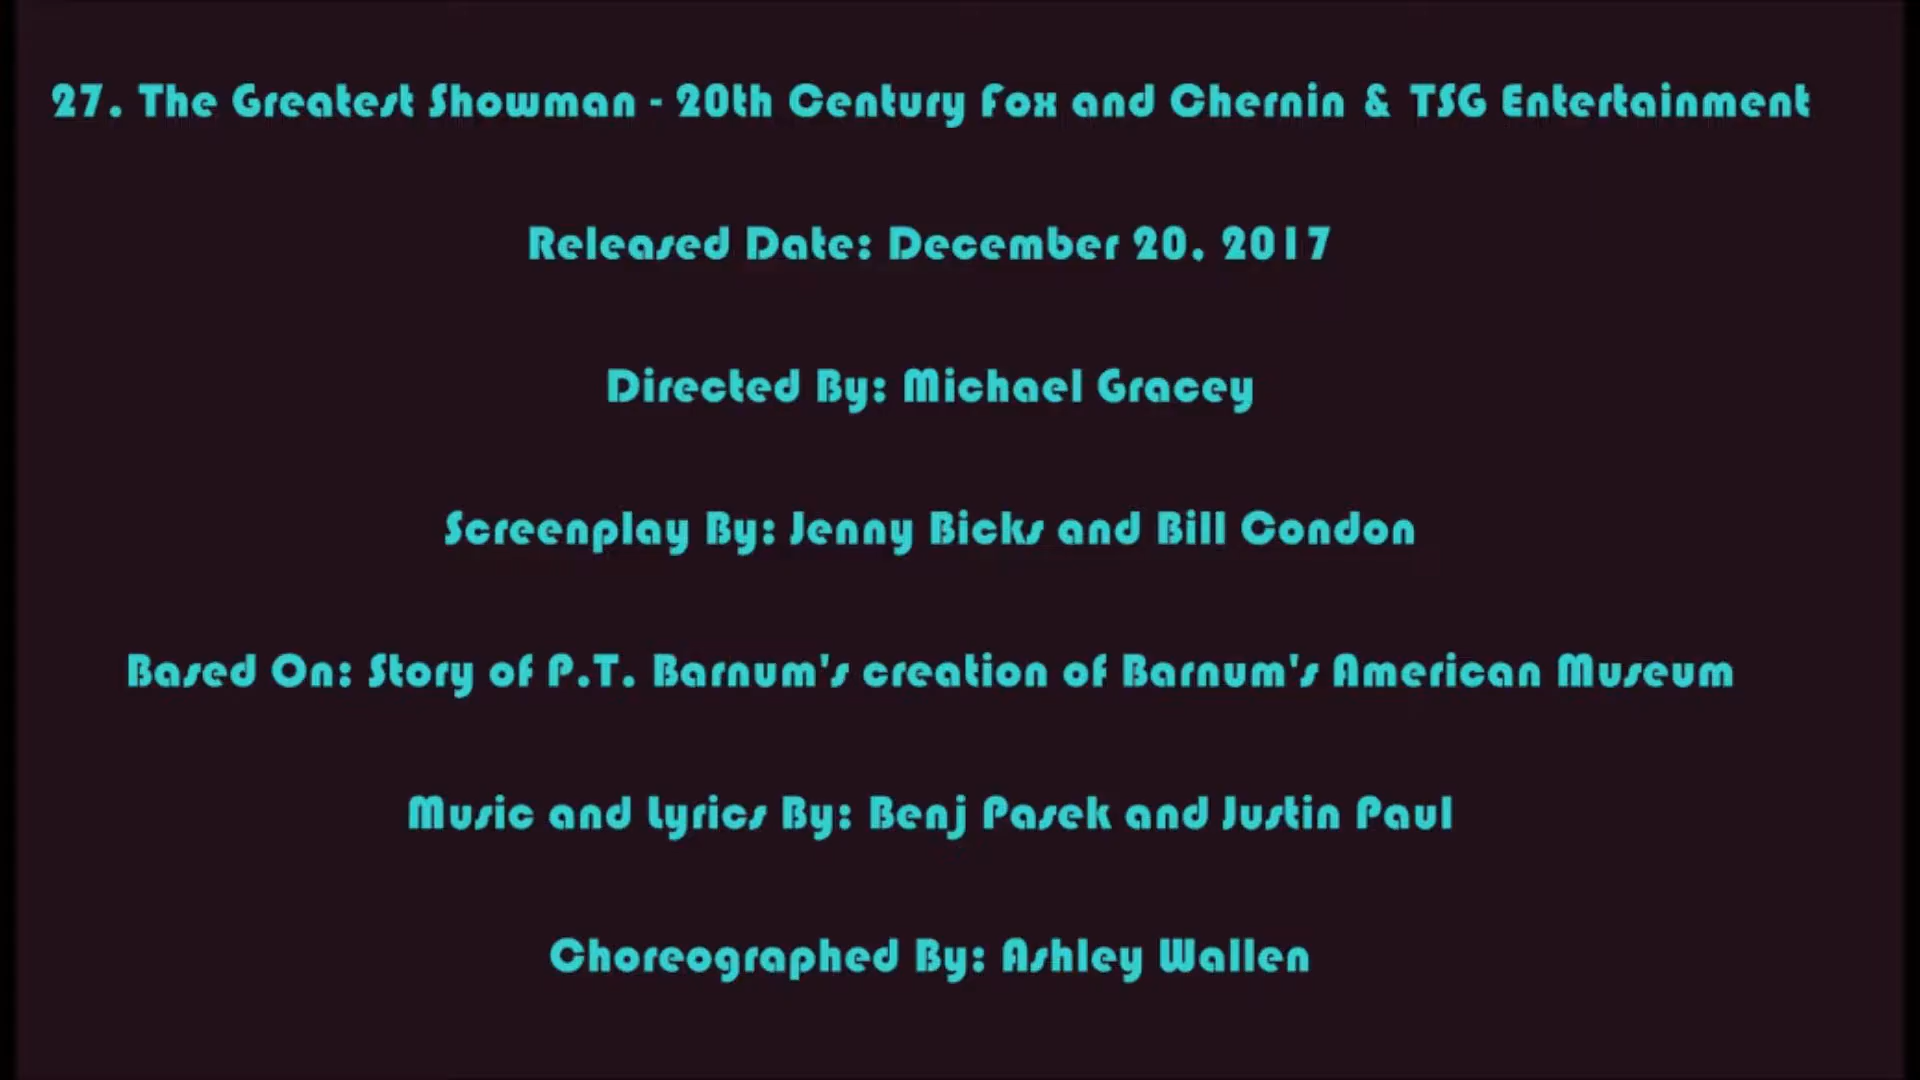 27. The Greatest Showman - 20th Century Fox and Chernin & TSG Entertainment
Released Date: December 20, 2017
Directed By: Michael Gracey
Screenplay By: Jenny Bicks and Bill Condon
Based On: Story of P.T. Barnum's creation of Barnum's American Museum
Music and Lyrics By: Benj Pasek and Justin Paul
Choreographed By: Ashley Wallen